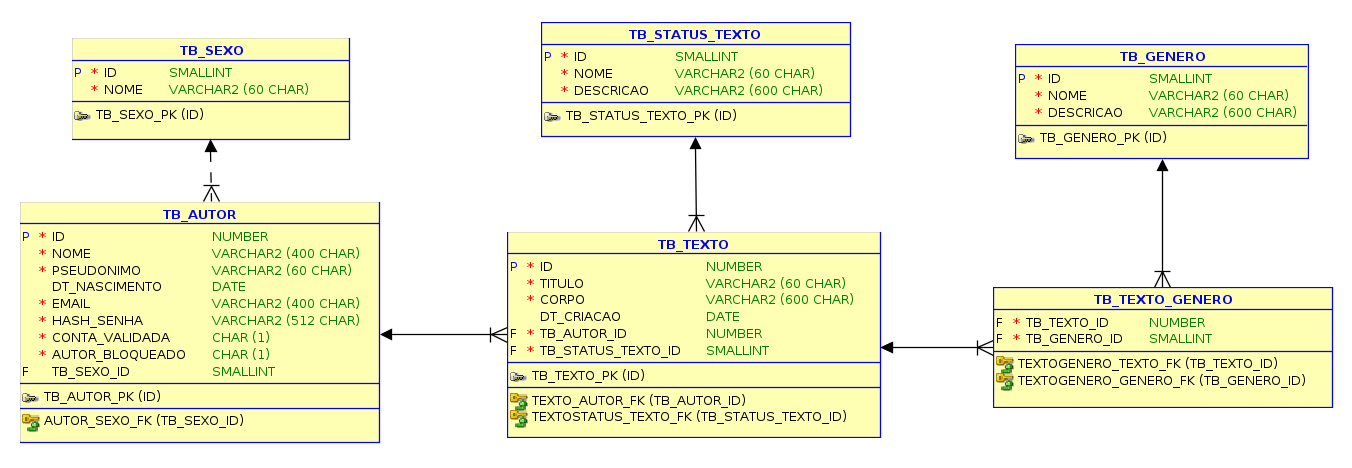 TB_SEXO
P * ID SMALLINT
* NOME VARCHAR2 (60 CHAR)
TB_SEXO_PK (ID)
TB_STATUS_TEXTO
P * ID SMALLINT
* NOME VARCHAR2 (60 CHAR)
* DESCRICAO VARCHAR2 (600 CHAR)
TB_STATUS_TEXTO_PK (ID)
TB_GENERO
P * ID SMALLINT
* NOME VARCHAR2 (60 CHAR)
* DESCRICAO VARCHAR2 (600 CHAR)
TB_GENERO_PK (ID)
TB_AUTOR
P * ID NUMBER
* NOME VARCHAR2 (400 CHAR)
* PSEUDONIMO VARCHAR2 (60 CHAR)
DT_NASCIMENTO DATE
* EMAIL VARCHAR2 (400 CHAR)
* HASH_SENHA VARCHAR2 (512 CHAR)
* CONTA_VALIDADA CHAR (1)
* AUTOR_BLOQUEADO CHAR (1)
F TB_SEXO_ID SMALLINT
TB_AUTOR_PK (ID)
AUTOR_SEXO_FK (TB_SEXO_ID)
TB_TEXTO
P * ID NUMBER
* TITULO VARCHAR2 (60 CHAR)
* CORPO VARCHAR2 (600 CHAR)
DT_CRIACAO DATE
F * TB_AUTOR_ID NUMBER
F * TB_STATUS_TEXTO_ID SMALLINT
TB_TEXTO_PK (ID)
TEXTO_AUTOR_FK (TB_AUTOR_ID)
TEXTOSTATUS_TEXTO_FK (TB_STATUS_TEXTO_ID)
TB_TEXTO_GENERO
F * TB_TEXTO_ID NUMBER
F * TB_GENERO_ID SMALLINT
TEXTOGENERO_TEXTO_FK (TB_TEXTO_ID)
TEXTOGENERO_GENERO_FK (TB_GENERO_ID)